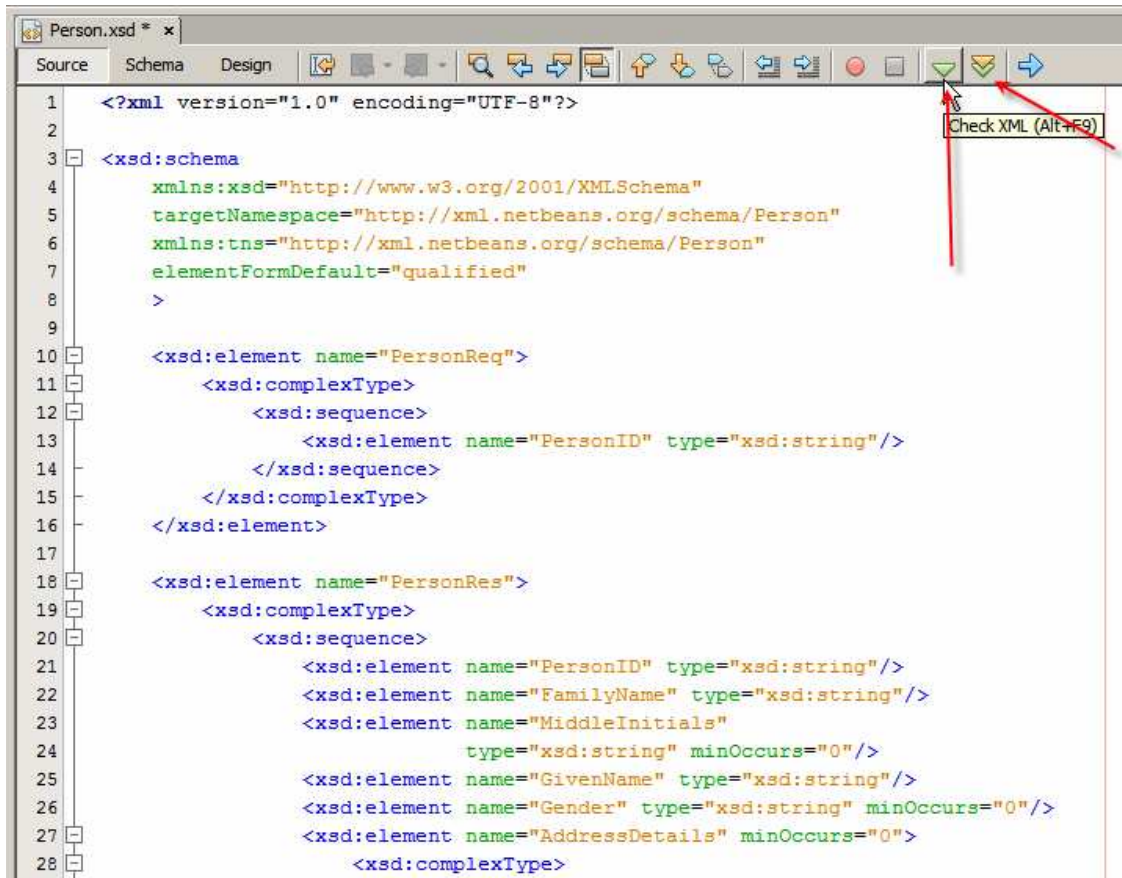 Person.xsd * x
Source Schema Design
Check XML (Alt+F9)
1 <?xml version="1.0" encoding="UTF-8"?>
2
3 <xsd:schema
4 xmlns:xsd="http://www.w3.org/2001/XMLSchema"
5 targetNamespace="http://xml.netbeans.org/schema/Person"
6 xmlns:tns="http://xml.netbeans.org/schema/Person"
7 elementFormDefault="qualified"
8 >
9
10 <xsd:element name="PersonReq">
11 <xsd:complexType>
12 <xsd:sequence>
13 <xsd:element name="PersonID" type="xsd:string"/>
14 </xsd:sequence>
15 </xsd:complexType>
16 </xsd:element>
17
18 <xsd:element name="PersonRes">
19 <xsd:complexType>
20 <xsd:sequence>
21 <xsd:element name="PersonID" type="xsd:string"/>
22 <xsd:element name="FamilyName" type="xsd:string"/>
23 <xsd:element name="MiddleInitials"
24 type="xsd:string" minOccurs="0"/>
25 <xsd:element name="GivenName" type="xsd:string"/>
26 <xsd:element name="Gender" type="xsd:string" minOccurs="0"/>
27 <xsd:element name="AddressDetails" minOccurs="0">
28 <xsd:complexType>